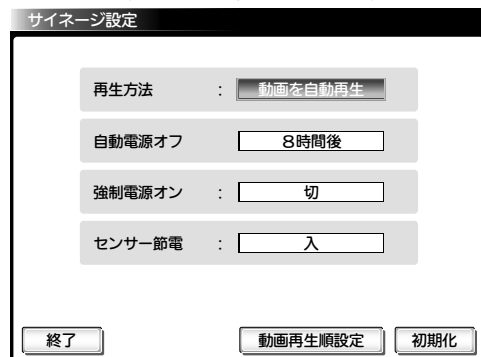 サイネージ設定
再生方法 : 動画を自動再生
自動電源オフ : 8時間後
強制電源オン : 切
センサー節電 : 入
終了 動画再生順設定 初期化